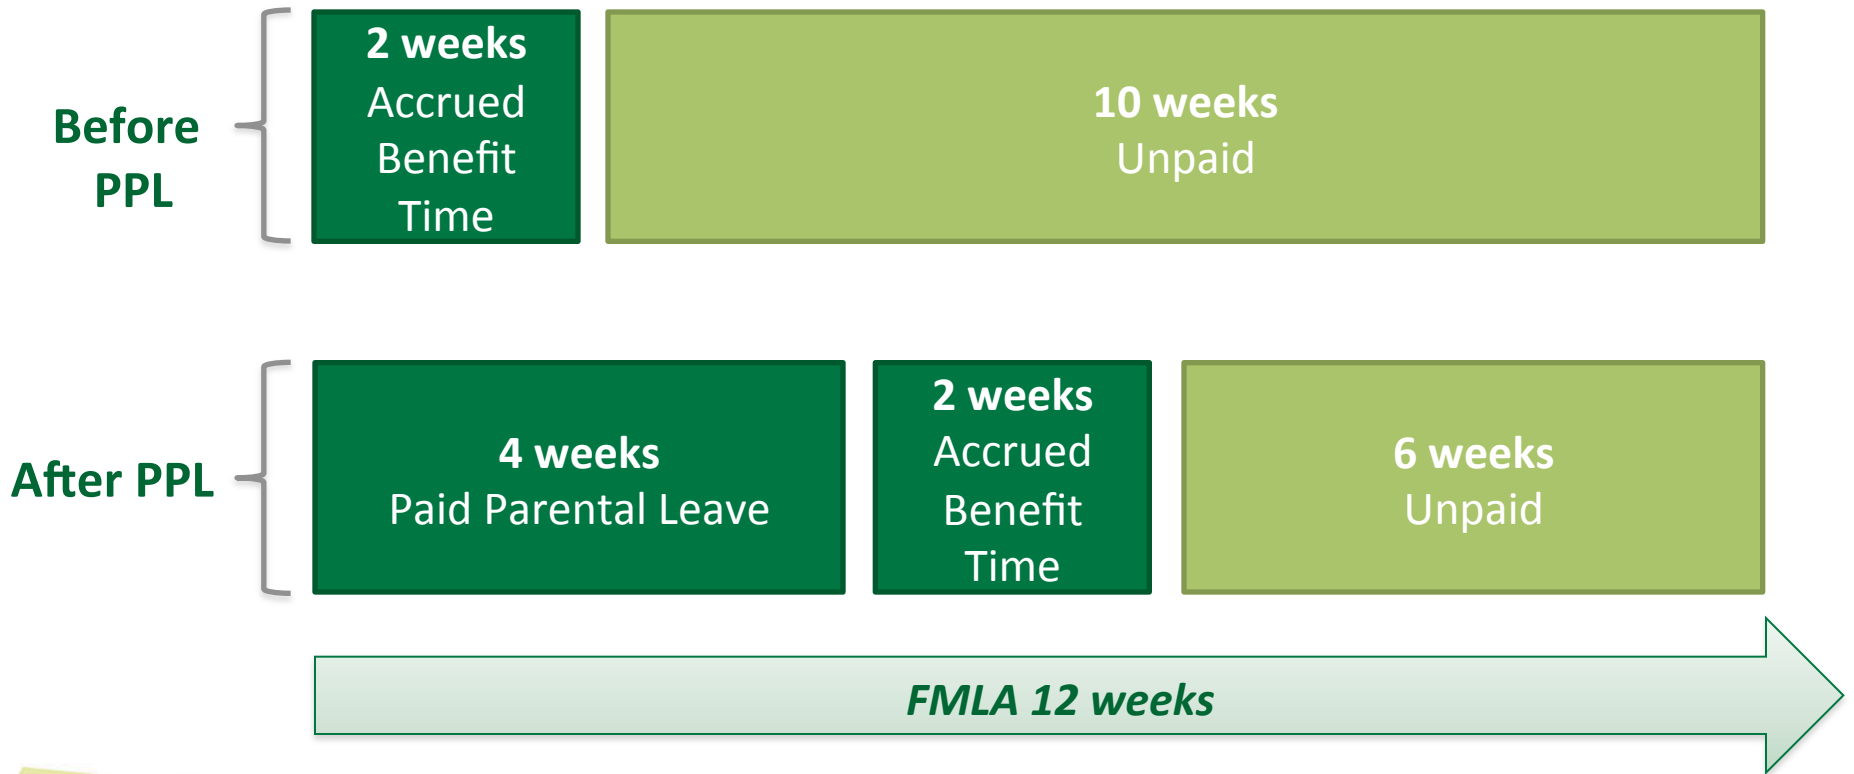 Before
PPL
2 weeks
Accrued
Benefit
Time
10 weeks
Unpaid
After PPL
4 weeks
Paid Parental Leave
2 weeks
Accrued
Benefit
Time
6 weeks
Unpaid
FMLA 12 weeks